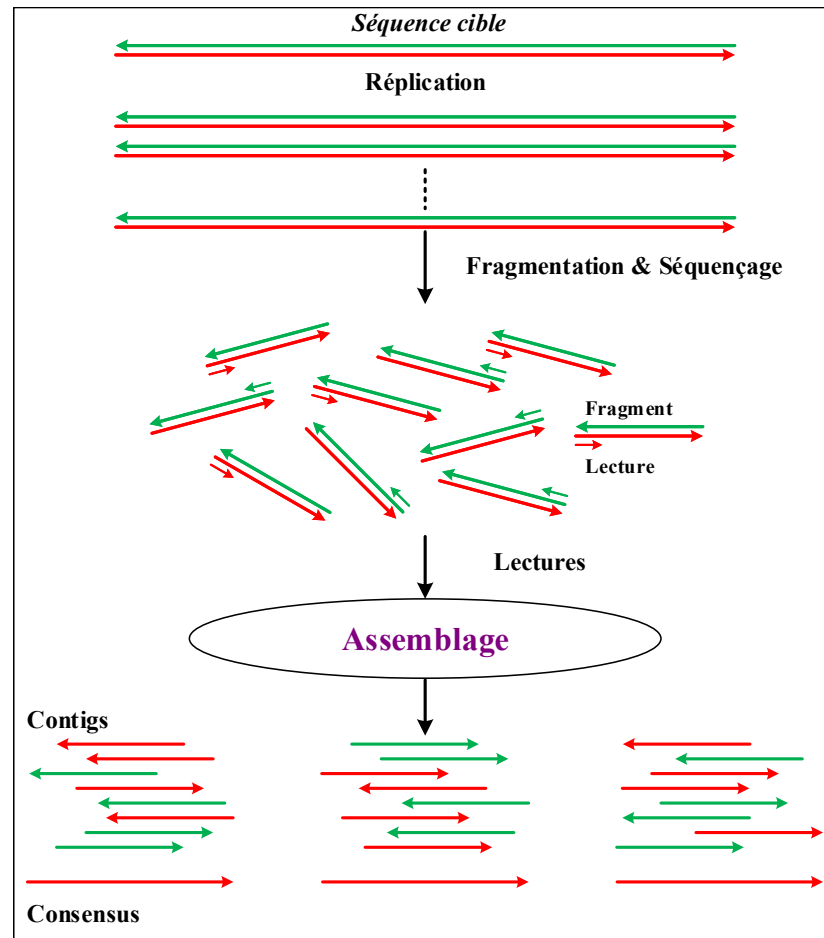 Séquence cible
Réplication
Fragmentation & Séquençage
Fragment
Lecture
Lectures
Assemblage
Contigs
Consensus